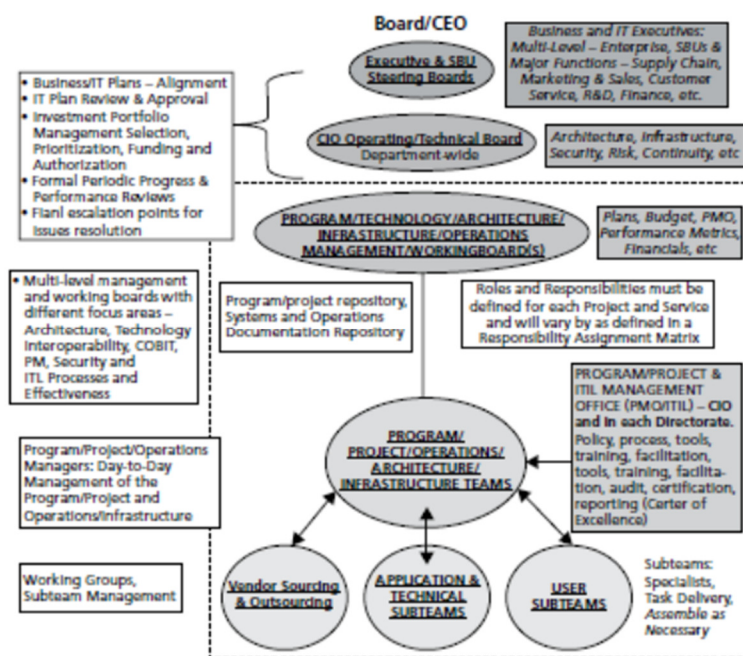 Board/CEO
Executive & SBU
Steering Boards
Business and IT Executives:
Multi-Level – Enterprise, SBUs &
Major Functions – Supply Chain,
Marketing & Sales, Customer
Service, R&D, Finance, etc.
• Business/IT Plans – Alignment
• IT Plan Review & Approval
• Investment Portfolio
Management Selection,
Prioritization, Funding and
Authorization
• Formal Periodic Progress &
Performance Reviews
• Fianl escalation points for
issues resolution
CIO Operating/Technical Board
Department-wide
Architecture, Infrastructure,
Security, Risk, Continuity, etc
PROGRAM/TECHNOLOGY/ARCHITECTURE/
INFRASTRUCTURE/OPERATIONS
MANAGEMENT/WORKINGBOARD(S)
Plans, Budget, PMO,
Performance Metrics,
Financials, etc
• Multi-level management
and working boards with
different focus areas –
Architecture, Technology
Interoperability, COBIT,
PM, Security and
ITL Processes and
Effectiveness
Program/project repository,
Systems and Operations
Documentation Repository
Roles and Responsibilities must be
defined for each Project and Service
and will vary by as defined in a
Responsibility Assignment Matrix
PROGRAM/PROJECT &
ITIL MANAGEMENT
OFFICE (PMO/ITIL) – CIO
and in each Directorate.
Policy, process, tools,
training, facilitation,
tools, training, facilita-
tion, audit, certification,
reporting (Carter of
Excellence)
PROGRAM/
PROJECT/OPERATIONS/
ARCHITECTURE/
INFRASTRUCTURE TEAMS
Program/Project/Operations
Managers: Day-to-Day
Management of the
Program/Project and
Operations/Infrastructure
Working Groups,
Subteam Management
Vendor Sourcing
& Outsourcing
APPLICATION &
TECHNICAL
SUBTEAMS
USER
SUBTEAMS
Subteams:
Specialists,
Task Delivery,
Assemble as
Necessary